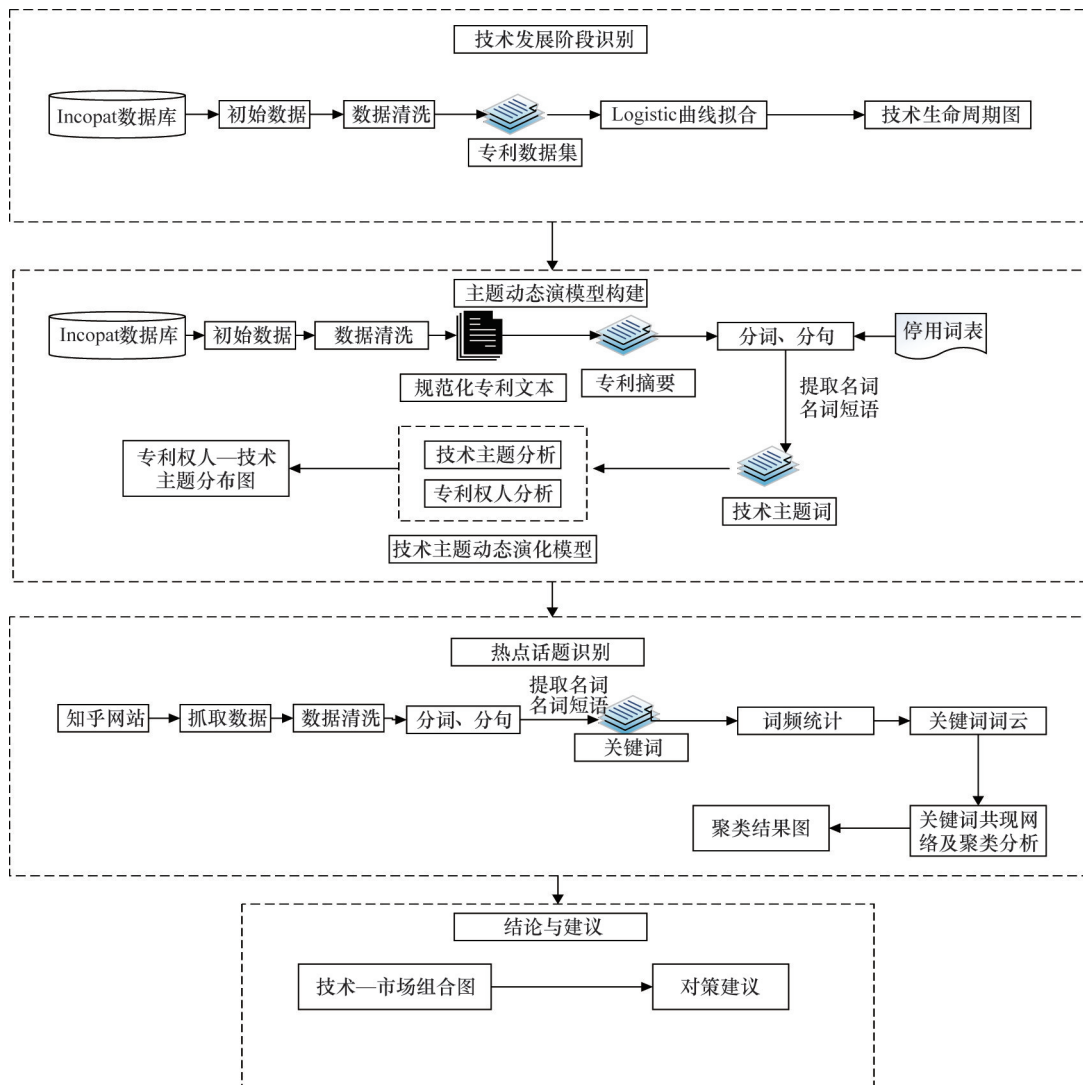 技术发展阶段识别
Incopat数据库
初始数据
数据清洗
专利数据集
Logistic曲线拟合
技术生命周期图
主题动态演模型构建
Incopat数据库
初始数据
数据清洗
规范化专利文本
专利摘要
分词、分句
停用词表
提取名词
名词短语
技术主题词
技术主题分析
专利权人分析
技术主题动态演化模型
专利权人—技术
主题分布图
热点话题识别
知乎网站
抓取数据
数据清洗
分词、分句
提取名词
名词短语
关键词
词频统计
关键词词云
关键词共现网
络及聚类分析
聚类结果图
结论与建议
技术—市场组合图
对策建议